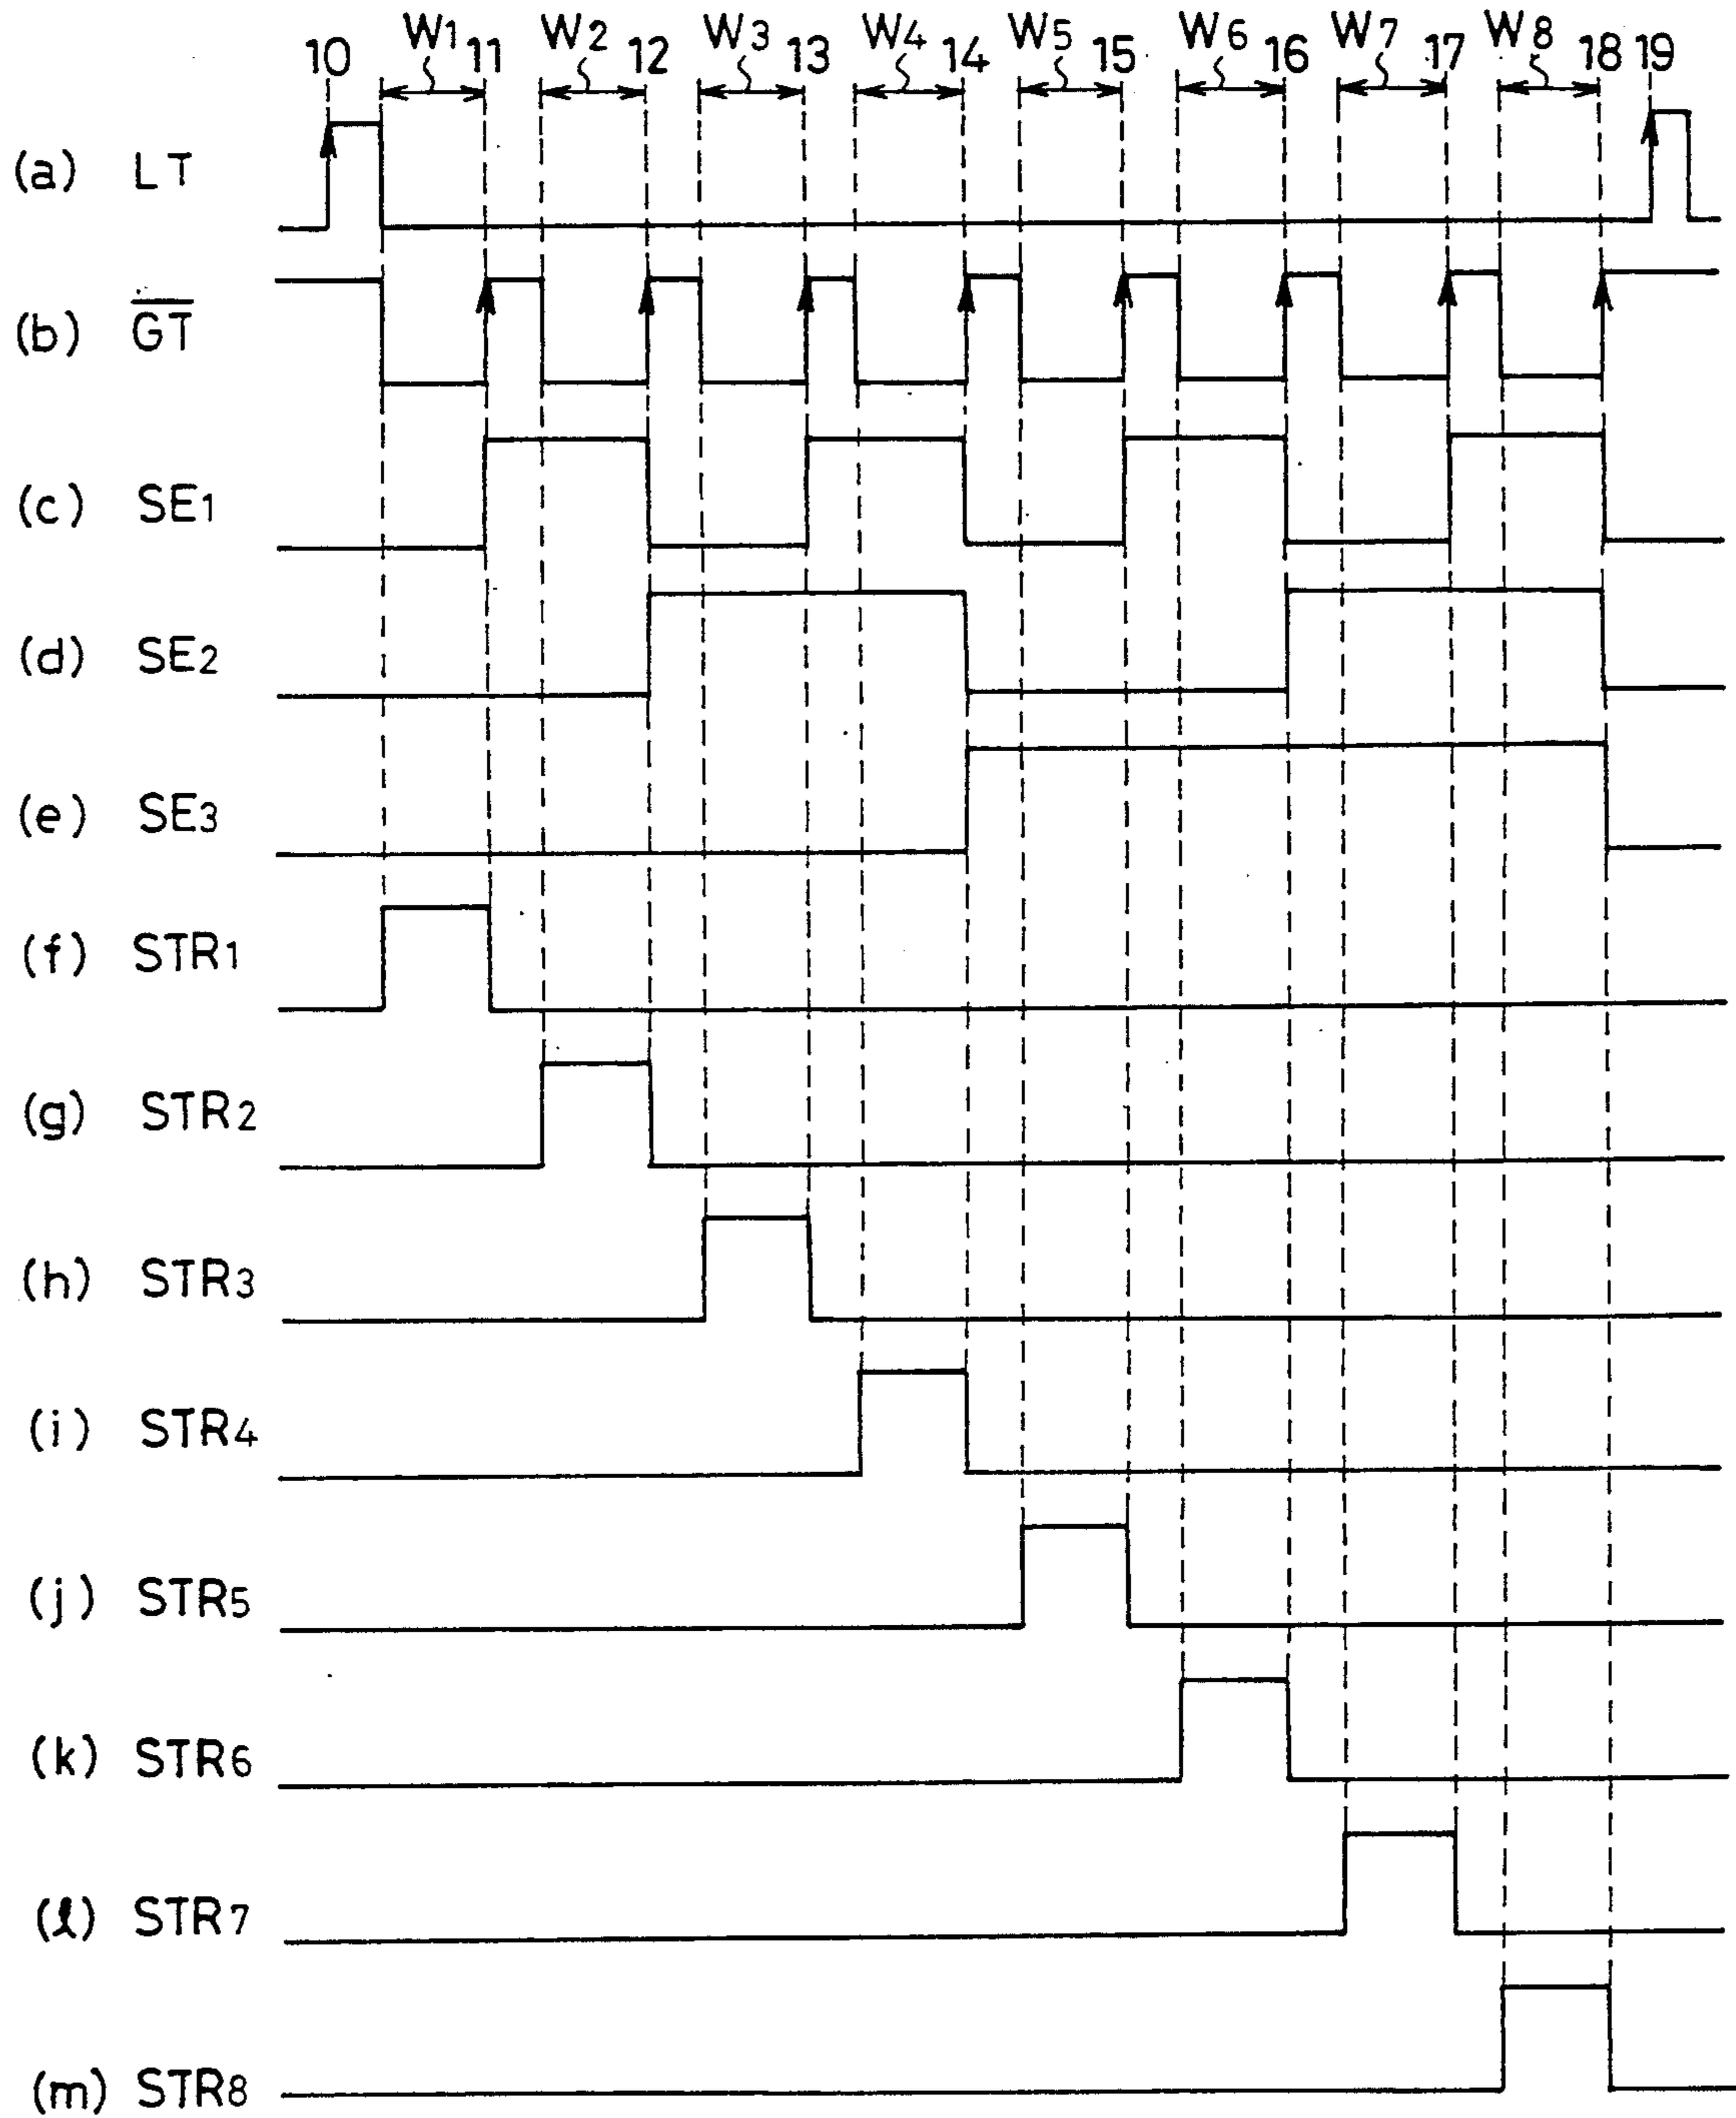 10 W1 11 W2 12 W3 13 W4 14 W5 15 W6 16 W7 17 W8 18 19
(a) LT
(b) G̅T̅
(c) SE1
(d) SE2
(e) SE3
(f) STR1
(g) STR2
(h) STR3
(i) STR4
(j) STR5
(k) STR6
(l) STR7
(m) STR8